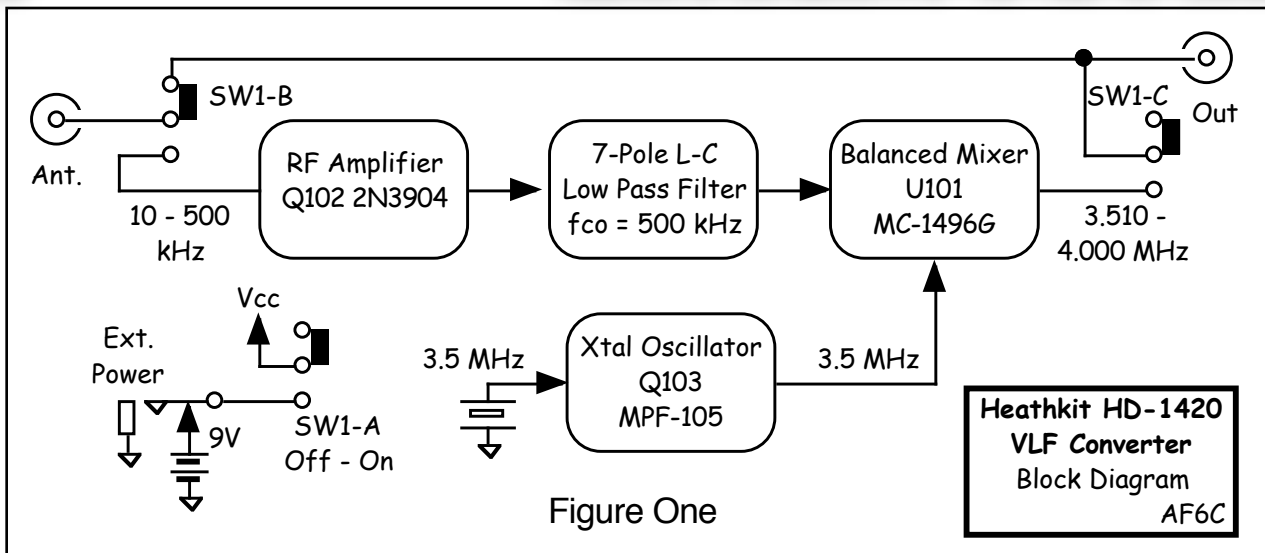 SW1-B
SW1-C
Out
Ant.
10 - 500
kHz
RF Amplifier
Q102 2N3904
7-Pole L-C
Low Pass Filter
fco = 500 kHz
Balanced Mixer
U101
MC-1496G
3.510 -
4.000 MHz
Vcc
Ext.
Power
9V
SW1-A
Off - On
3.5 MHz
Xtal Oscillator
Q103
MPF-105
3.5 MHz
Heathkit HD-1420
VLF Converter
Block Diagram
AF6C
Figure One